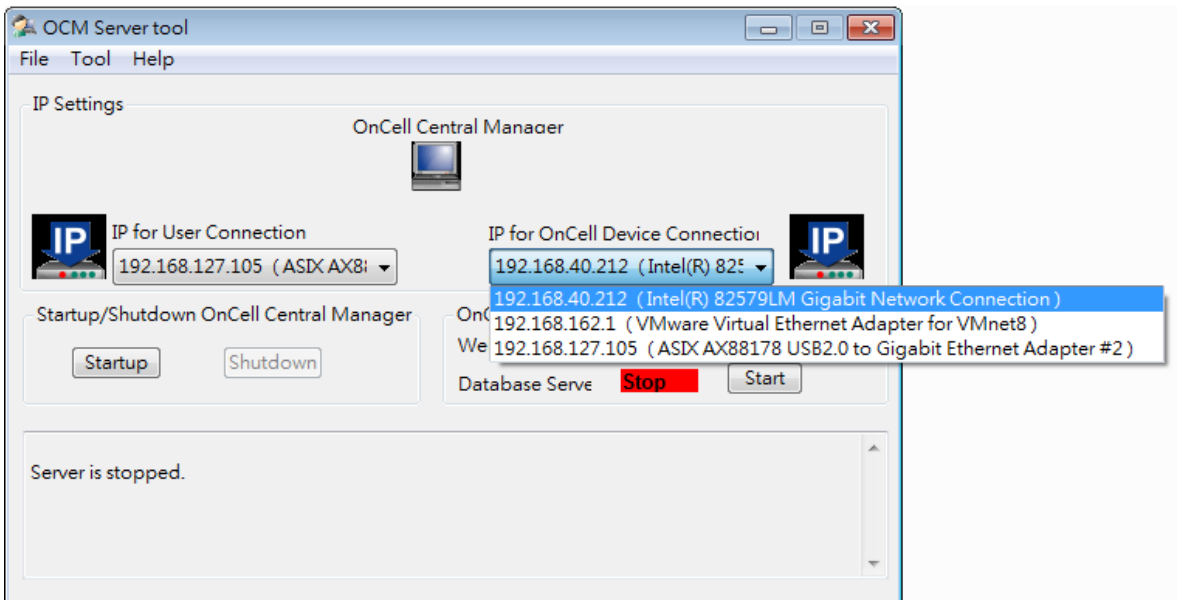 OCM Server tool
File Tool Help
IP Settings
OnCell Central Manager
IP
IP for User Connection
192.168.127.105 ( ASIX AX8
IP for OnCell Device Connection
192.168.40.212 ( Intel(R) 825
IP
192.168.40.212 ( Intel(R) 82579LM Gigabit Network Connection )
192.168.162.1 ( VMware Virtual Ethernet Adapter for VMnet8 )
192.168.127.105 ( ASIX AX88178 USB2.0 to Gigabit Ethernet Adapter #2 )
Startup/Shutdown OnCell Central Manager
Startup Shutdown
We
Database Serve Stop Start
Server is stopped.